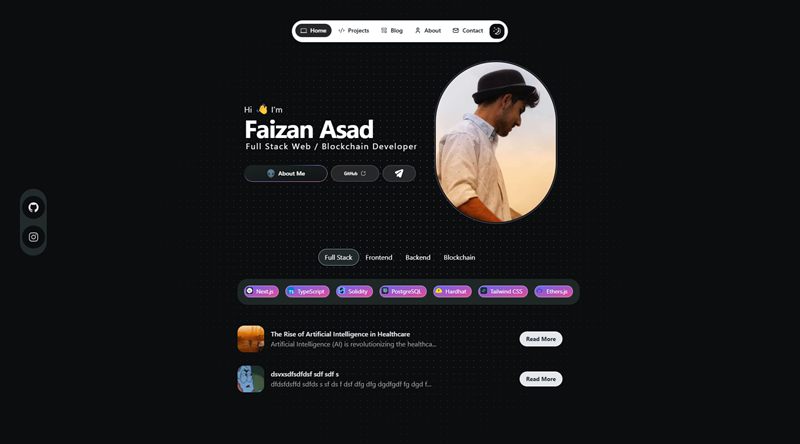 Home Projects Blog About Contact
Hi 👋 I'm
Faizan Asad
Full Stack Web / Blockchain Developer
About Me GitHub
Full Stack Frontend Backend Blockchain
Next.js TypeScript Solidity PostgreSQL Hardhat Tailwind CSS Ethers.js
The Rise of Artificial Intelligence in Healthcare
Artificial Intelligence (AI) is revolutionizing the healthca...
Read More
dsvxsdfsdfdsf sdf sdf s
dfdsfdsffd sdfds s sf ds f dsf dfg dfg dgdfgdf fg dgd f...
Read More